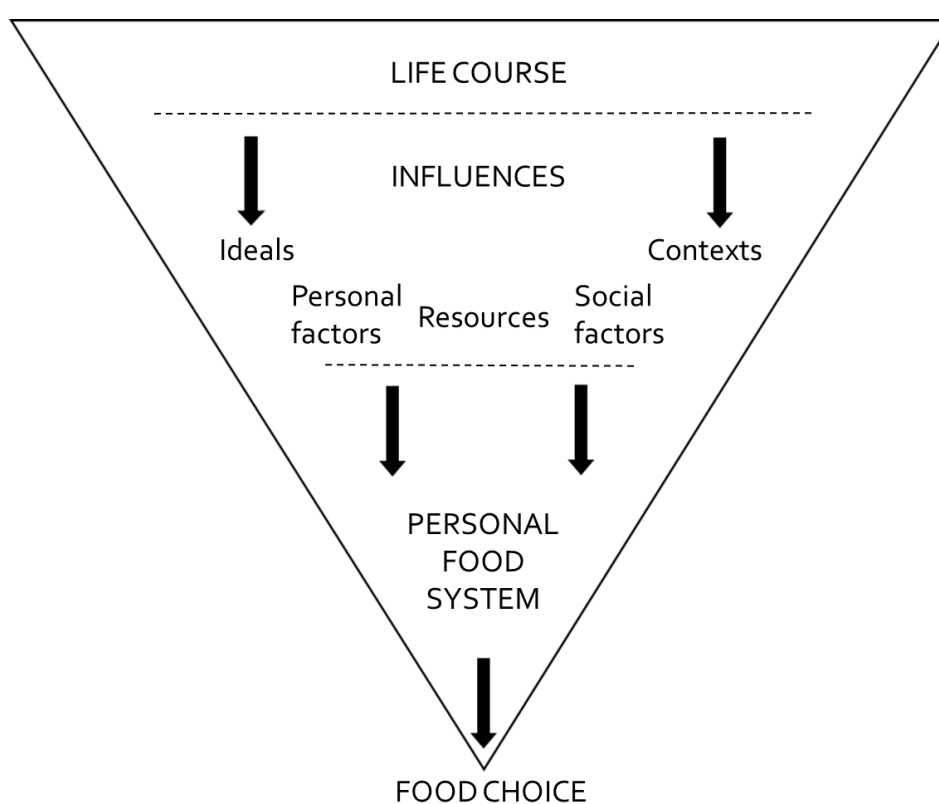 LIFE COURSE
INFLUENCES
Ideals
Contexts
Personal
factors
Resources
Social
factors
PERSONAL
FOOD
SYSTEM
FOOD CHOICE